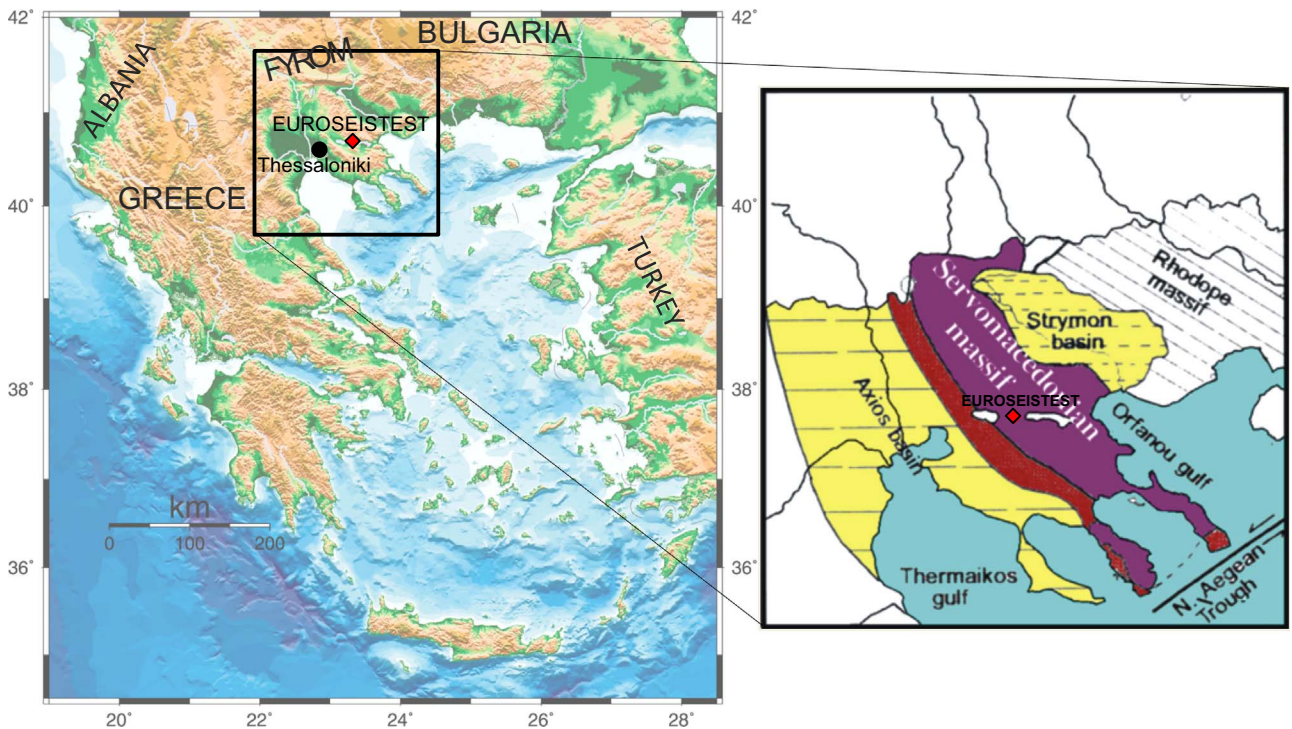 42°
42°
BULGARIA
FYROM
ALBANIA
EUROSEISTEST
Thessaloniki
GREECE
40°
40°
TURKEY
38°
38°
km
0 100 200
36°
36°
20° 22° 24° 26° 28°
Rhodope
massif
Servomacedonian
massif
Strymon
basin
EUROSEISTEST
Axios basin
Orfanou gulf
Thermaikos
gulf
N. Aegean
Trough